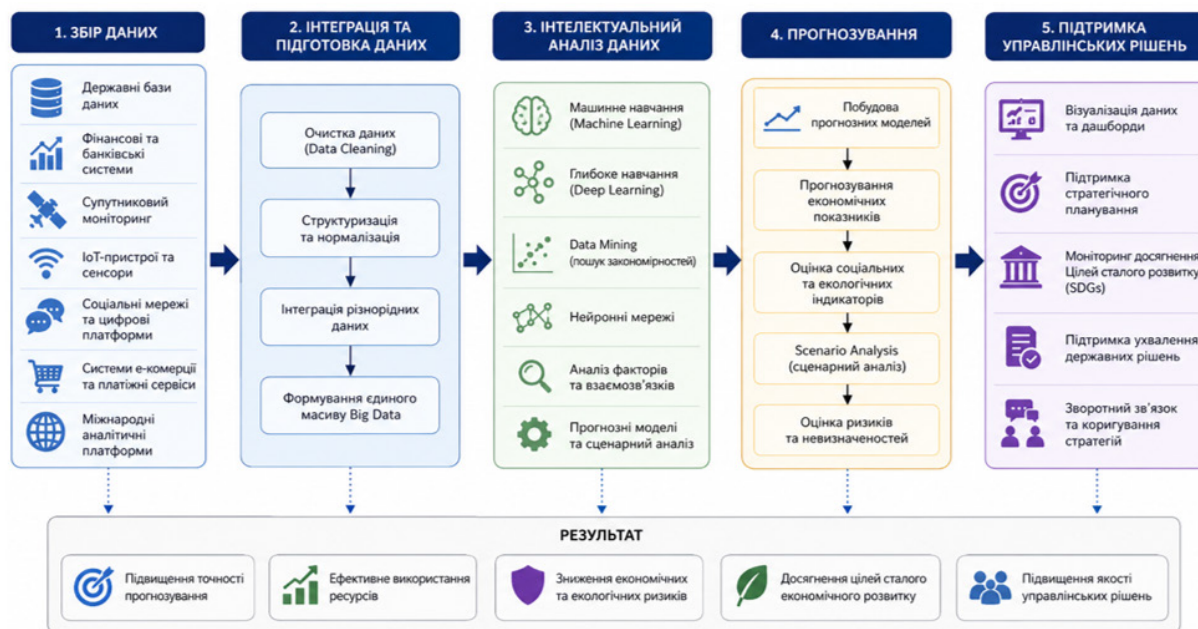 1. ЗБІР ДАНИХ
Державні бази
даних
Фінансові та
банківські
системи
Супутниковий
моніторинг
IoT-пристрої та
сенсори
Соціальні мережі
та цифрові
платформи
Системи е-комерції
та платіжні сервіси
Міжнародні
аналітичні
платформи
2. ІНТЕГРАЦІЯ ТА
ПІДГОТОВКА ДАНИХ
Очистка даних
(Data Cleaning)
Структуризація
та нормалізація
Інтеграція різнорідних
даних
Формування єдиного
масиву Big Data
3. ІНТЕЛЕКТУАЛЬНИЙ
АНАЛІЗ ДАНИХ
Машинне навчання
(Machine Learning)
Глибоке навчання
(Deep Learning)
Data Mining
(пошук закономірностей)
Нейронні мережі
Аналіз факторів
та взаємозв'язків
Прогнозні моделі
та сценарний аналіз
4. ПРОГНОЗУВАННЯ
Побудова
прогнозних моделей
Прогнозування
економічних
показників
Оцінка соціальних
та екологічних
індикаторів
Scenario Analysis
(сценарний аналіз)
Оцінка ризиків
та невизначеностей
5. ПІДТРИМКА
УПРАВЛІНСЬКИХ РІШЕНЬ
Візуалізація даних
та дашборди
Підтримка
стратегічного
планування
Моніторинг досягнення
Цілей сталого розвитку
(SDGs)
Підтримка ухвалення
державних рішень
Зворотний зв'язок
та коригування
стратегій
РЕЗУЛЬТАТ
Підвищення точності
прогнозування
Ефективне використання
ресурсів
Зниження економічних
та екологічних ризиків
Досягнення цілей сталого
економічного розвитку
Підвищення якості
управлінських рішень